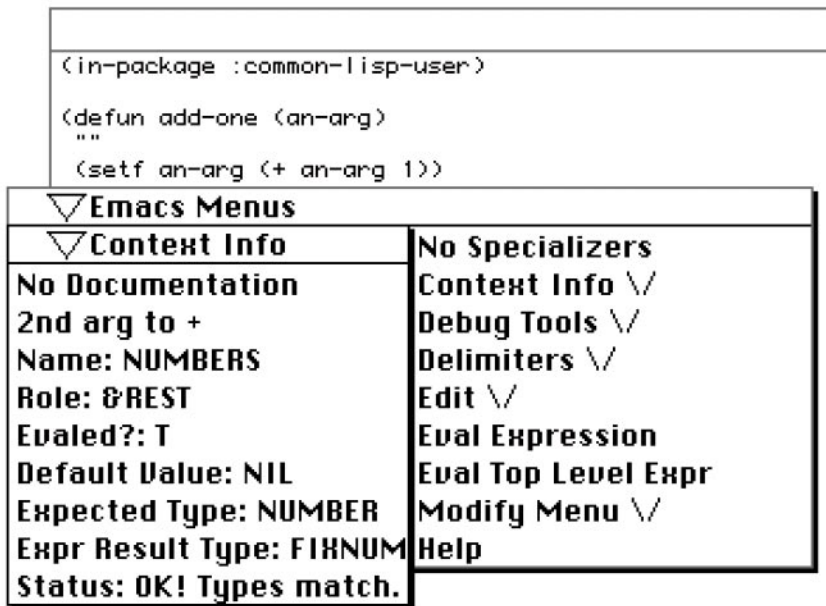 (in-package :common-lisp-user)
(defun add-one (an-arg)
""
(setf an-arg (+ an-arg 1))
▽Emacs Menus
▽Context Info
No Documentation
2nd arg to +
Name: NUMBERS
Role: &REST
Evaled?: T
Default Value: NIL
Expected Type: NUMBER
Expr Result Type: FIXNUM
Status: OK! Types match.
No Specializers
Context Info \/
Debug Tools \/
Delimiters \/
Edit \/
Eval Expression
Eval Top Level Expr
Modify Menu \/
Help